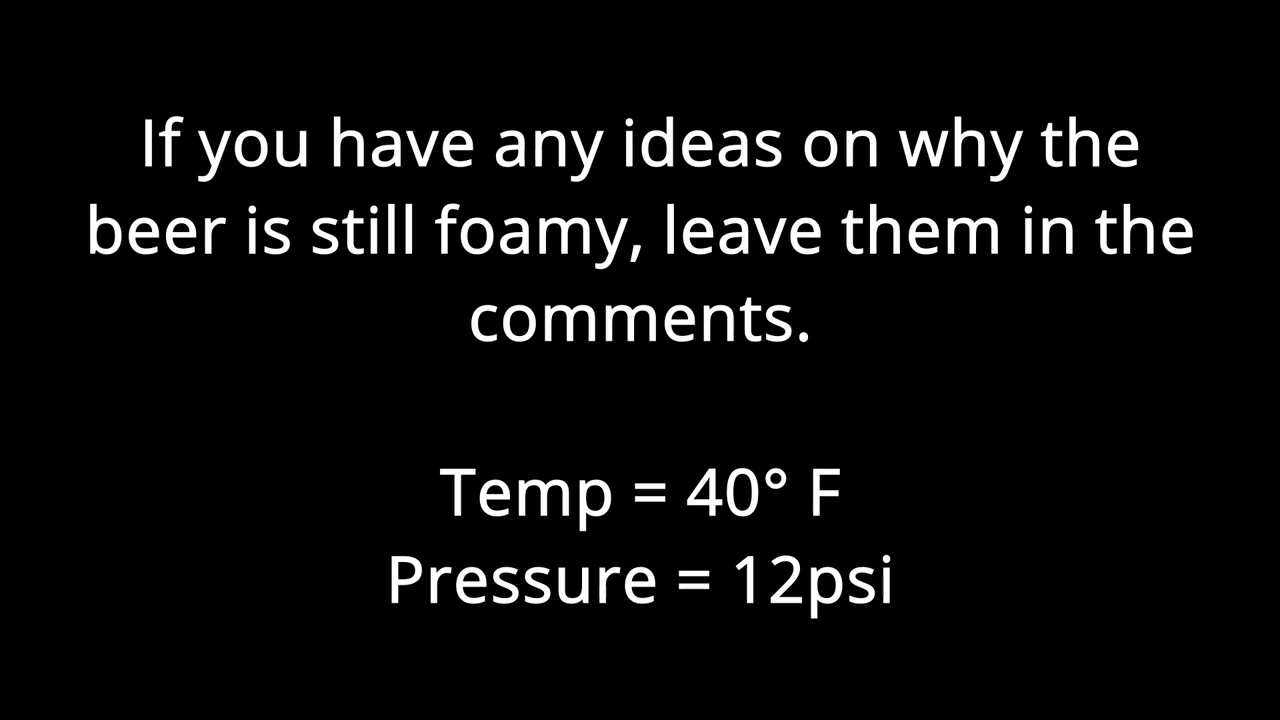 If you have any ideas on why the
beer is still foamy, leave them in the
comments.
Temp = 40° F
Pressure = 12psi